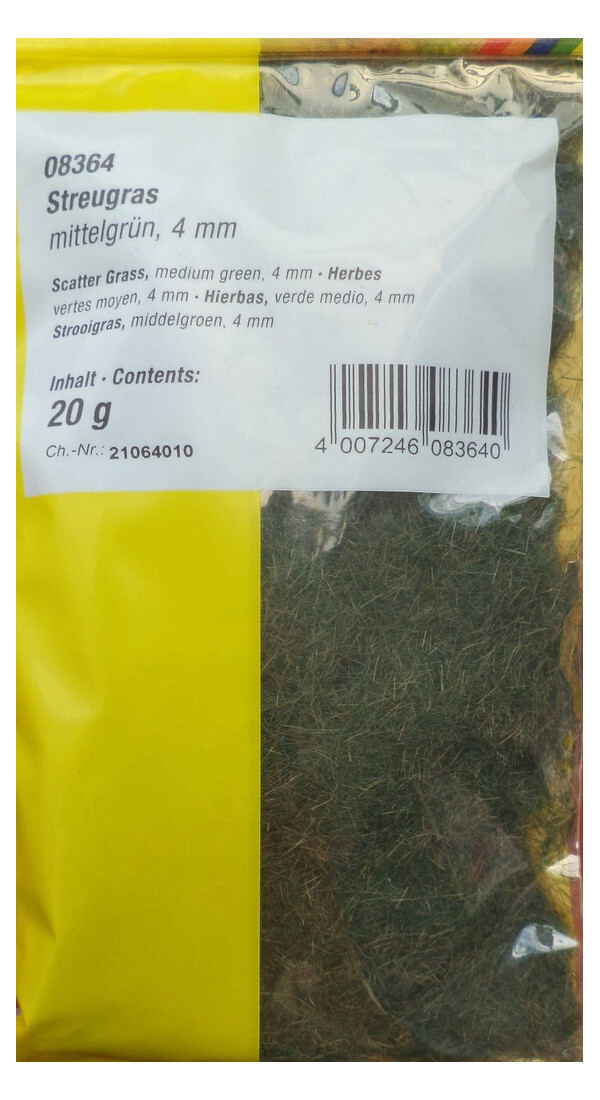 08364
Streugras
mittelgrün, 4 mm
Scatter Grass, medium green, 4 mm · Herbes
vertes moyen, 4 mm · Hierbas, verde medio, 4 mm
Strooigras, middelgroen, 4 mm
Inhalt · Contents:
20 g
Ch.-Nr.: 21064010
4 007246 083640